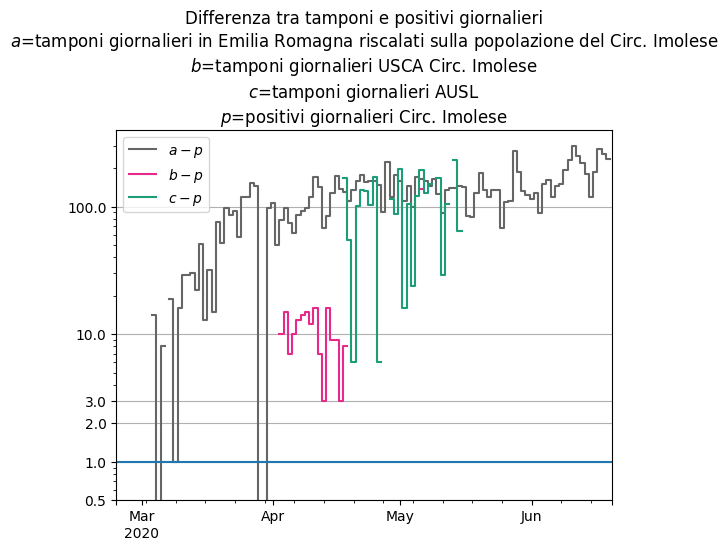 Differenza tra tamponi e positivi giornalieri
a=tamponi giornalieri in Emilia Romagna riscalati sulla popolazione del Circ. Imolese
b=tamponi giornalieri USCA Circ. Imolese
c=tamponi giornalieri AUSL
p=positivi giornalieri Circ. Imolese
a − p
b − p
c − p
100.0
10.0
3.0
2.0
1.0
0.5
Mar Apr May Jun
2020